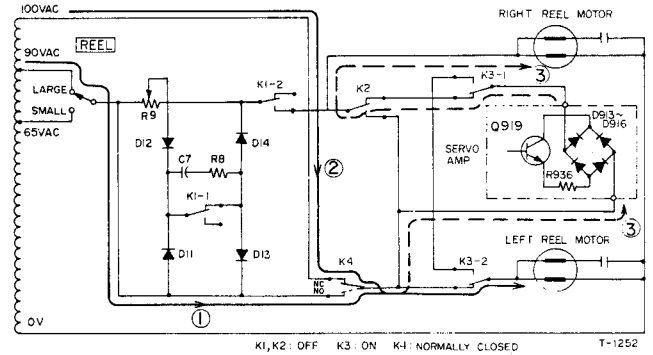 100VAC
RIGHT REEL MOTOR
90VAC
REEL
LARGE
SMALL
65VAC
R9
K1-2
K2
K3-1
3
D12
D14
C7
R8
K1-1
D11
D13
2
Q919
D913~
D916
SERVO
AMP
R936
3
LEFT REEL MOTOR
K4
NC
NO
K3-2
1
0V
K1, K2 : OFF K3 : ON K4 : NORMALLY CLOSED
T-1252